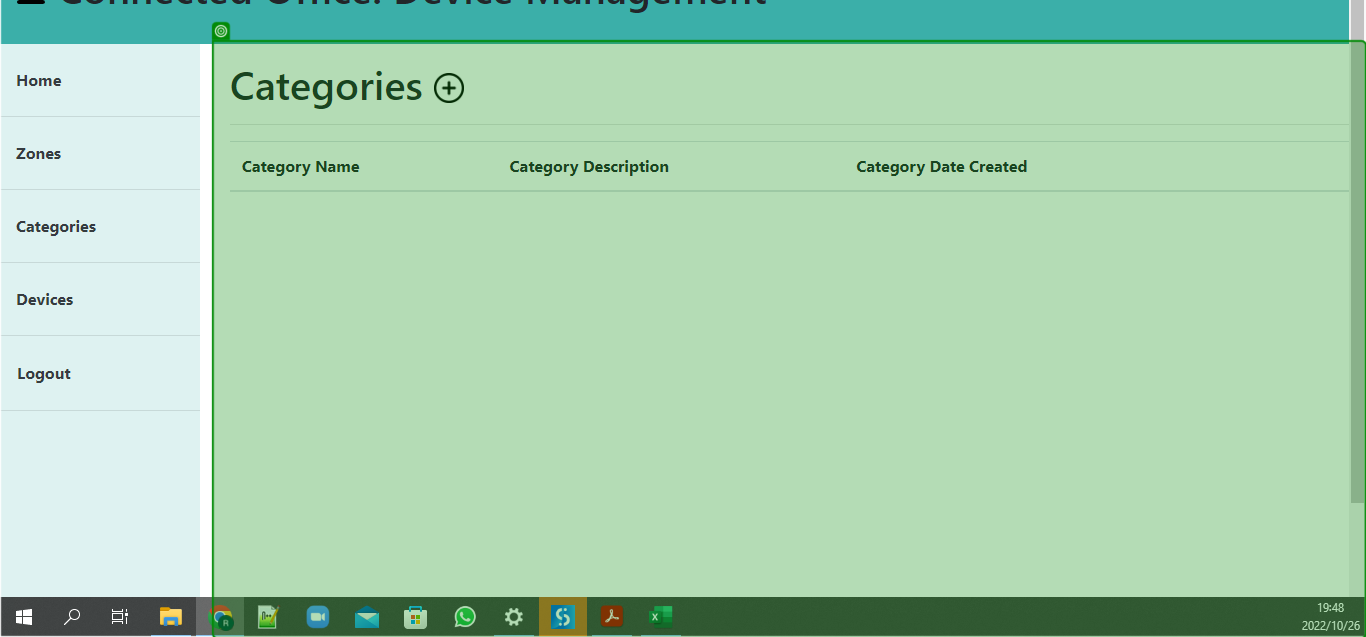 Connected Office: Device Management
Home
Zones
Categories
Devices
Logout
Categories
Category Name Category Description Category Date Created
19:48
2022/10/26